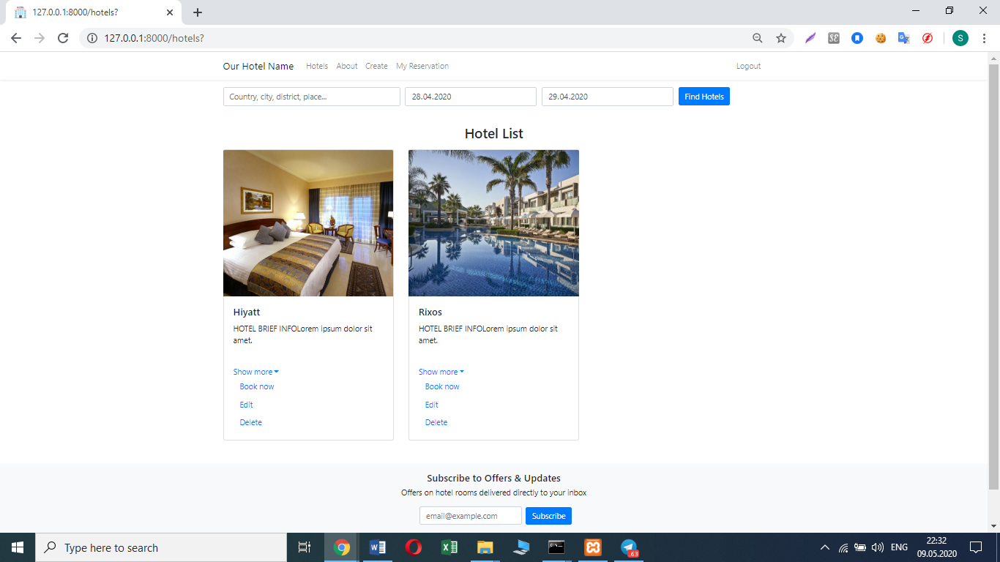 127.0.0.1:8000/hotels?
127.0.0.1:8000/hotels?
S
Our Hotel Name Hotels About Create My Reservation Logout
Country, city, district, place... 28.04.2020 29.04.2020 Find Hotels
Hotel List
Hiyatt
HOTEL BRIEF INFOLorem ipsum dolor sit
amet.
Show more
Book now
Edit
Delete
Rixos
HOTEL BRIEF INFOLorem ipsum dolor sit
amet.
Show more
Book now
Edit
Delete
Subscribe to Offers & Updates
Offers on hotel rooms delivered directly to your inbox
email@example.com Subscribe
Type here to search
.63
ENG
22:32
09.05.2020